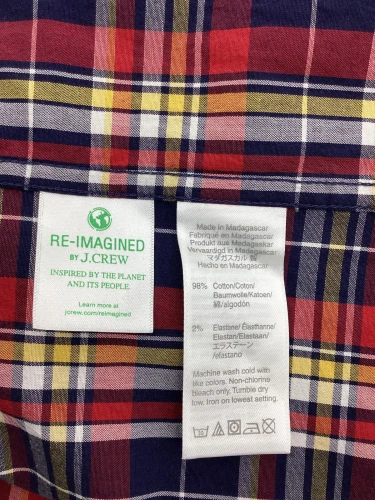 RE-IMAGINED
BY J.CREW
INSPIRED BY THE PLANET
AND ITS PEOPLE.
Learn more at
jcrew.com/reimagined
Made in Madagascar
Fabriqué en Madagascar
Produkt aus Madagaskar
Vervaardigd in Madagascar
マダガスカル 製
Hecho en Madagascar
98% Cotton/Coton/
Baumwolle/Katoen/
綿/algodón
2% Elastane/Élasthanne/
Elastan/Elastaan/
エラステーン
/elastano
Machine wash cold with
like colors. Non-chlorine
bleach only. Tumble dry
low. Iron on lowest setting.